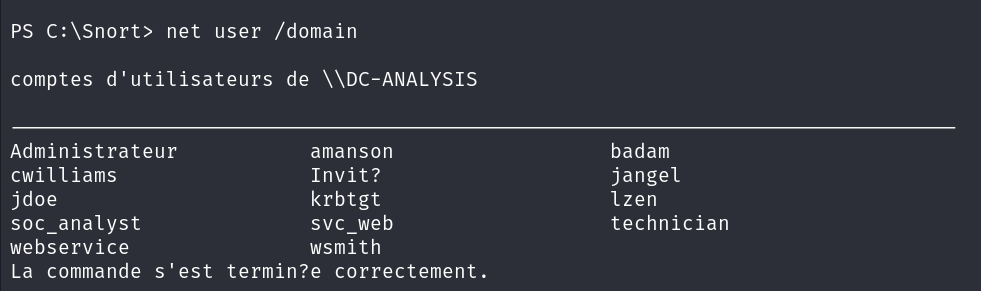 PS C:\Snort> net user /domain
comptes d'utilisateurs de \\DC-ANALYSIS
Administrateur amanson badam
cwilliams Invit? jangel
jdoe krbtgt lzen
soc_analyst svc_web technician
webservice wsmith
La commande s'est termin?e correctement.